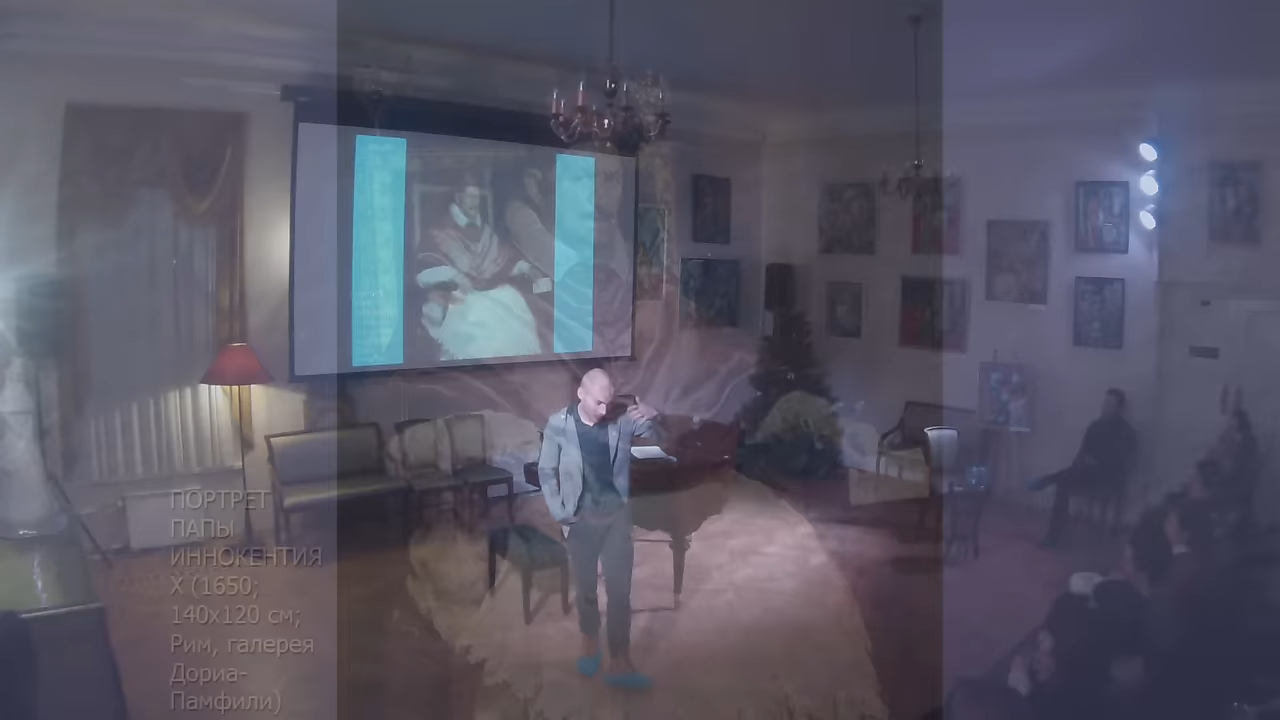 ПОРТРЕТ
ПАПЫ
ИННОКЕНТИЯ
X (1650;
140х120 см;
Рим, галерея
Дориа-
Памфили)